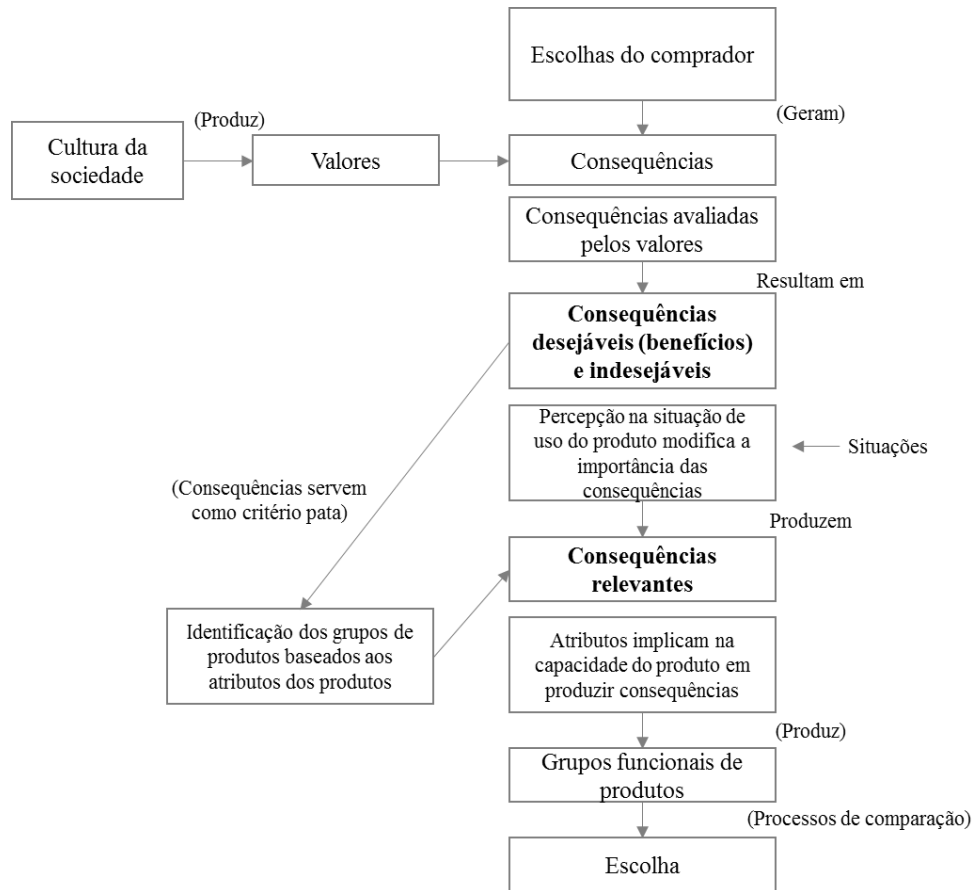 Escolhas do comprador
(Geram)
(Produz)
Cultura da
sociedade
Valores
Consequências
Consequências avaliadas
pelos valores
Resultam em
Consequências
desejáveis (benefícios)
e indesejáveis
Percepção na situação de
uso do produto modifica a
importância das
consequências
Situações
(Consequências servem
como critério pata)
Produzem
Consequências
relevantes
Identificação dos grupos de
produtos baseados aos
atributos dos produtos
Atributos implicam na
capacidade do produto em
produzir consequências
(Produz)
Grupos funcionais de
produtos
(Processos de comparação)
Escolha